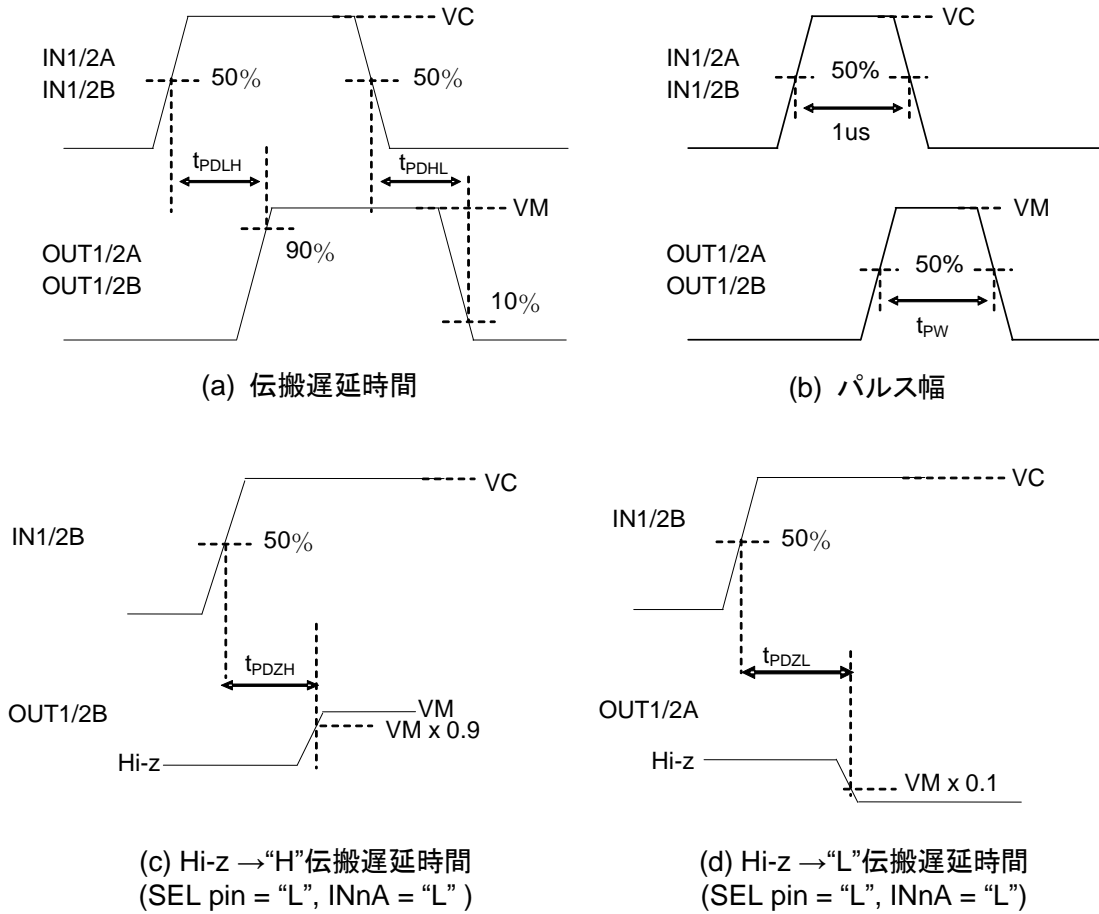 VC
IN1/2A
IN1/2B
50%
50%
tPDLH
tPDHL
VM
OUT1/2A
OUT1/2B
90%
10%
(a) 伝搬遅延時間
VC
IN1/2A
IN1/2B
50%
1us
VM
OUT1/2A
OUT1/2B
50%
tPW
(b) パルス幅
VC
IN1/2B
50%
tPDZH
OUT1/2B
VM
VM x 0.9
Hi-z
(c) Hi-z →“H”伝搬遅延時間
(SEL pin = “L”, INnA = “L” )
VC
IN1/2B
50%
tPDZL
OUT1/2A
Hi-z
VM x 0.1
(d) Hi-z →“L”伝搬遅延時間
(SEL pin = “L”, INnA = “L”)